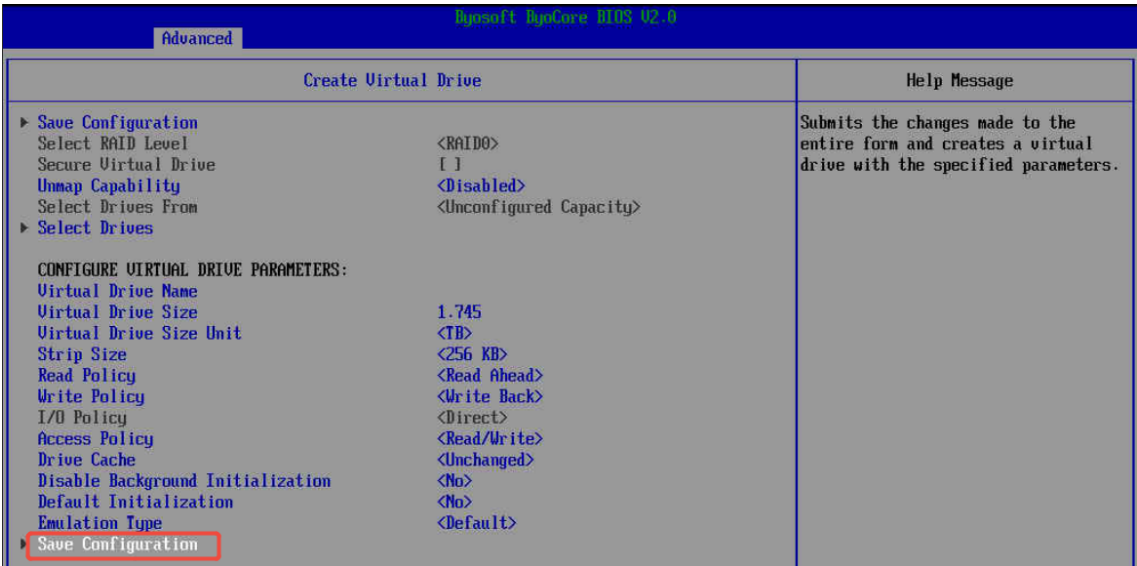 Byosoft ByoCore BIOS V2.0
Advanced
Create Virtual Drive
Help Message
Save Configuration
Select RAID Level <RAID0>
Secure Virtual Drive [ ]
Unmap Capability <Disabled>
Select Drives From <Unconfigured Capacity>
Select Drives
CONFIGURE VIRTUAL DRIVE PARAMETERS:
Virtual Drive Name
Virtual Drive Size 1.745
Virtual Drive Size Unit <TB>
Strip Size <256 KB>
Read Policy <Read Ahead>
Write Policy <Write Back>
I/O Policy <Direct>
Access Policy <Read/Write>
Drive Cache <Unchanged>
Disable Background Initialization <No>
Default Initialization <No>
Emulation Type <Default>
Save Configuration
Submits the changes made to the
entire form and creates a virtual
drive with the specified parameters.